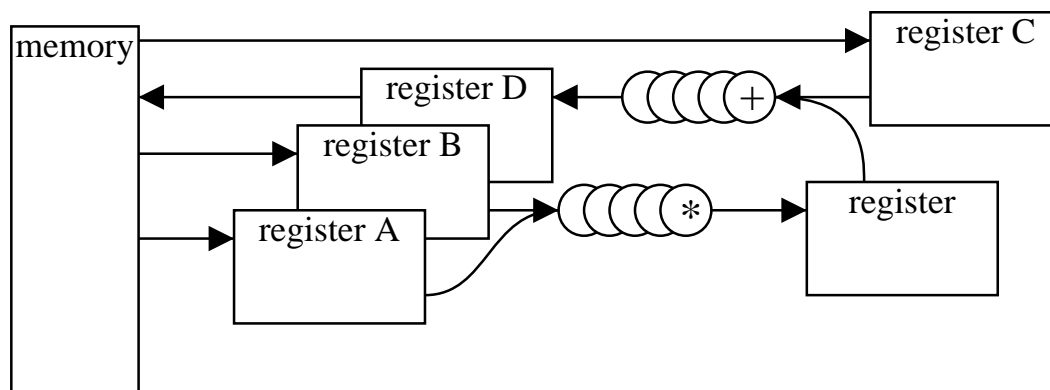 memory
register C
register D
+
register B
register
*
register A